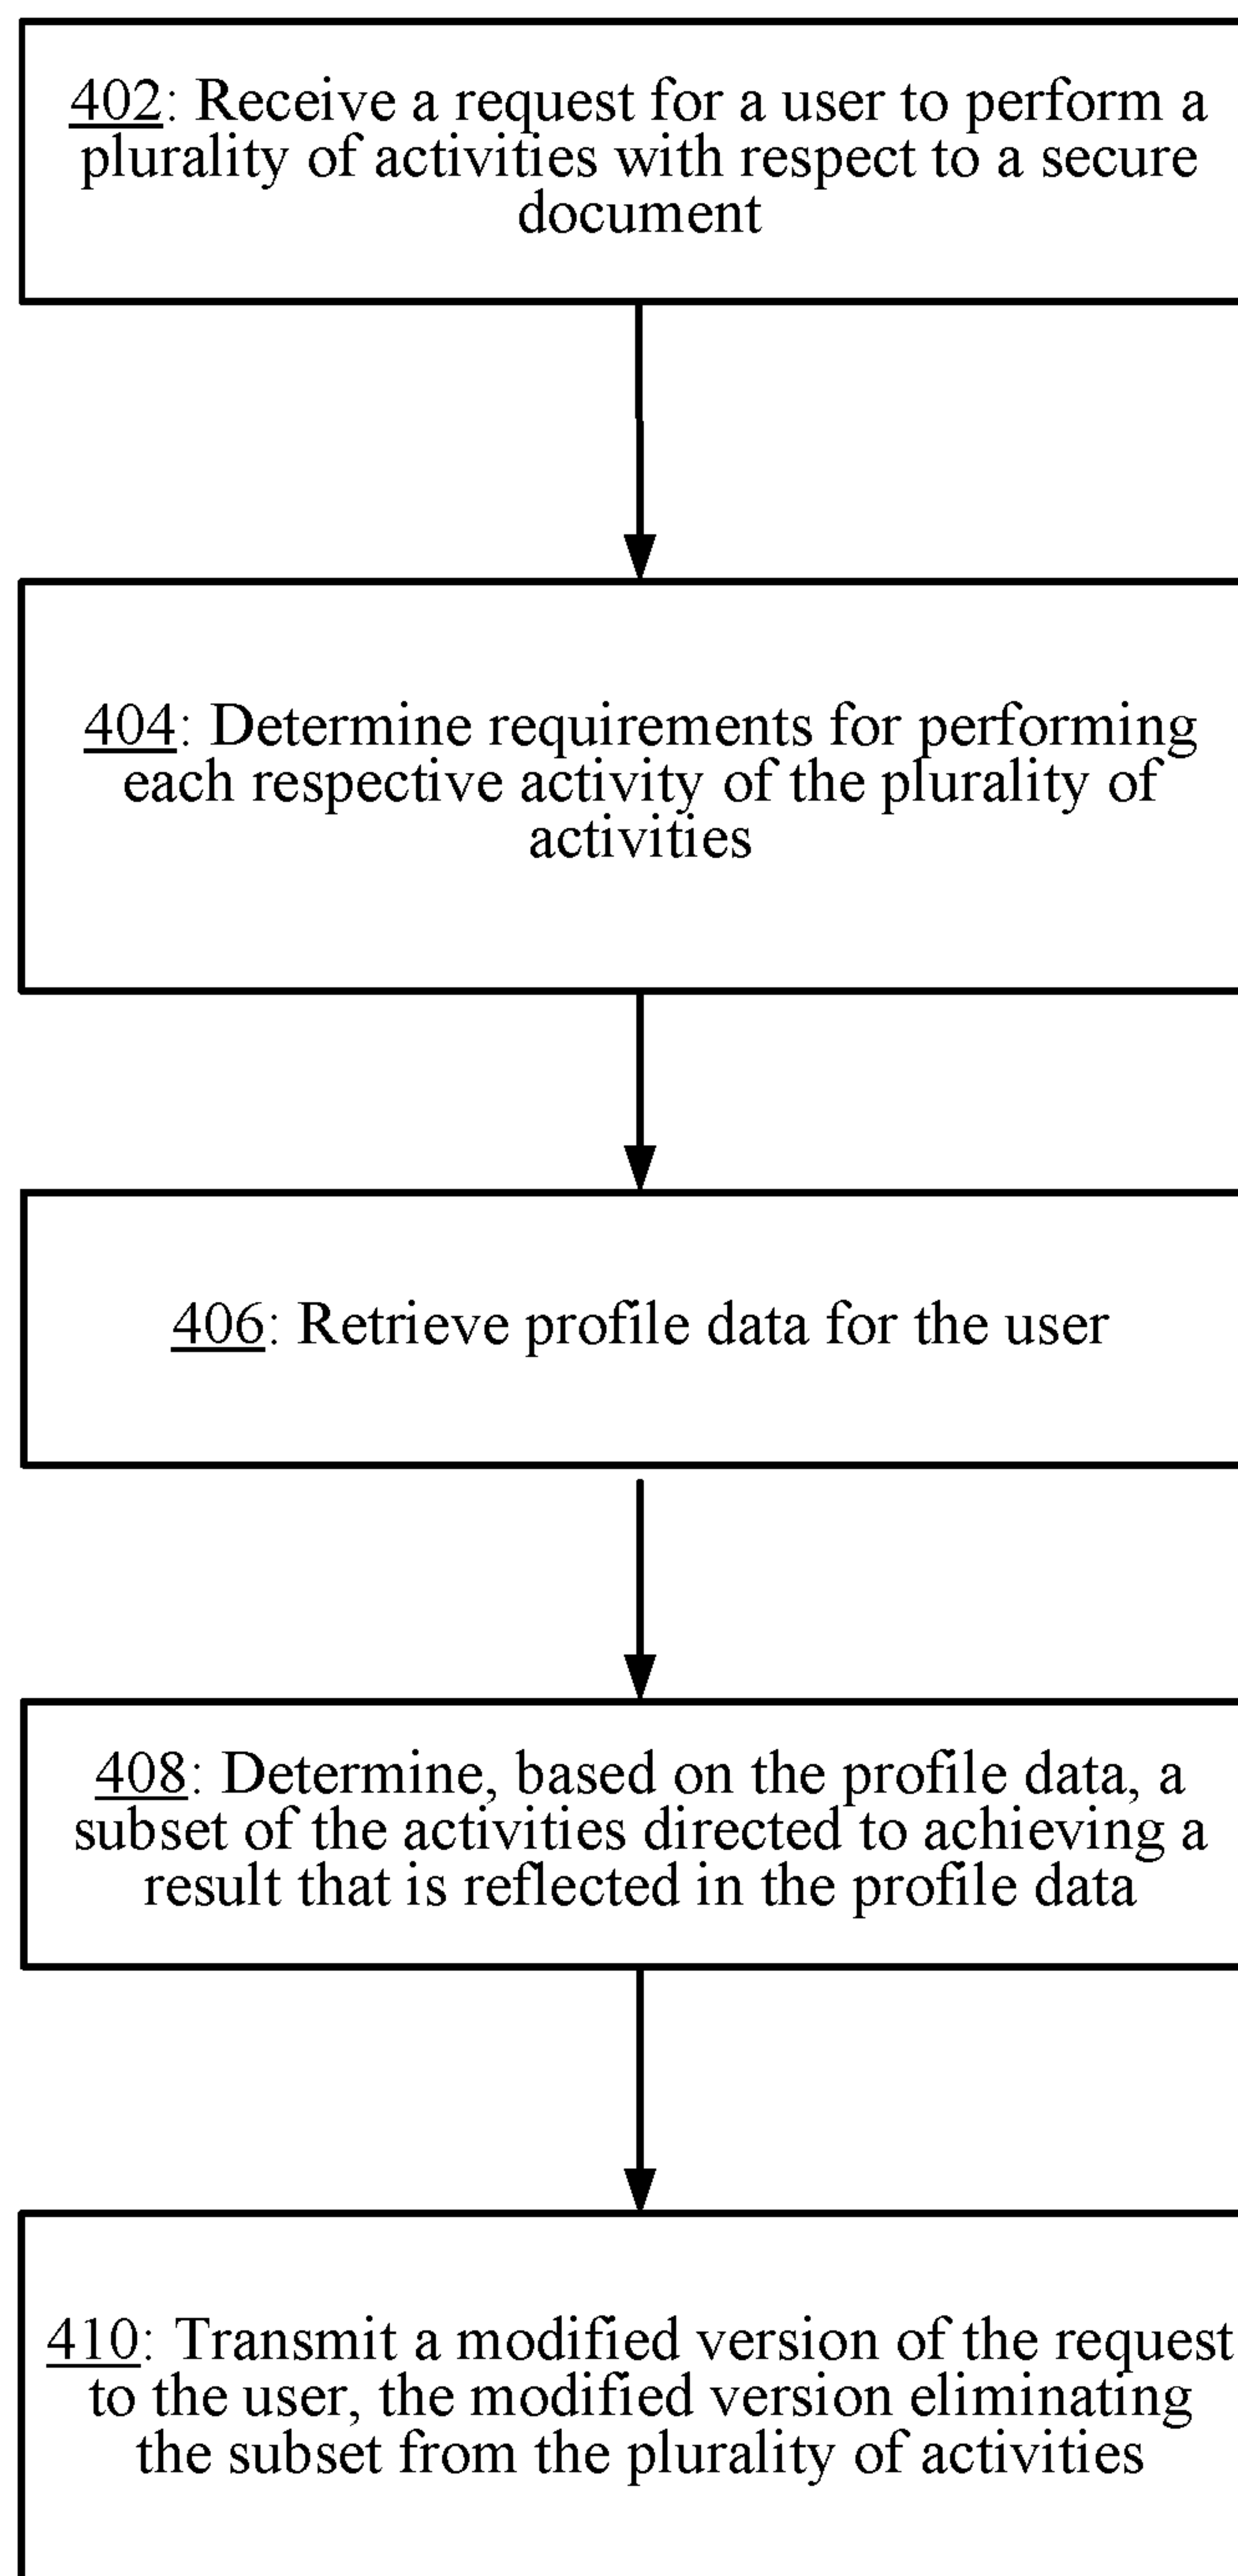 402: Receive a request for a user to perform a
plurality of activities with respect to a secure
document
404: Determine requirements for performing
each respective activity of the plurality of
activities
406: Retrieve profile data for the user
408: Determine, based on the profile data, a
subset of the activities directed to achieving a
result that is reflected in the profile data
410: Transmit a modified version of the request
to the user, the modified version eliminating
the subset from the plurality of activities